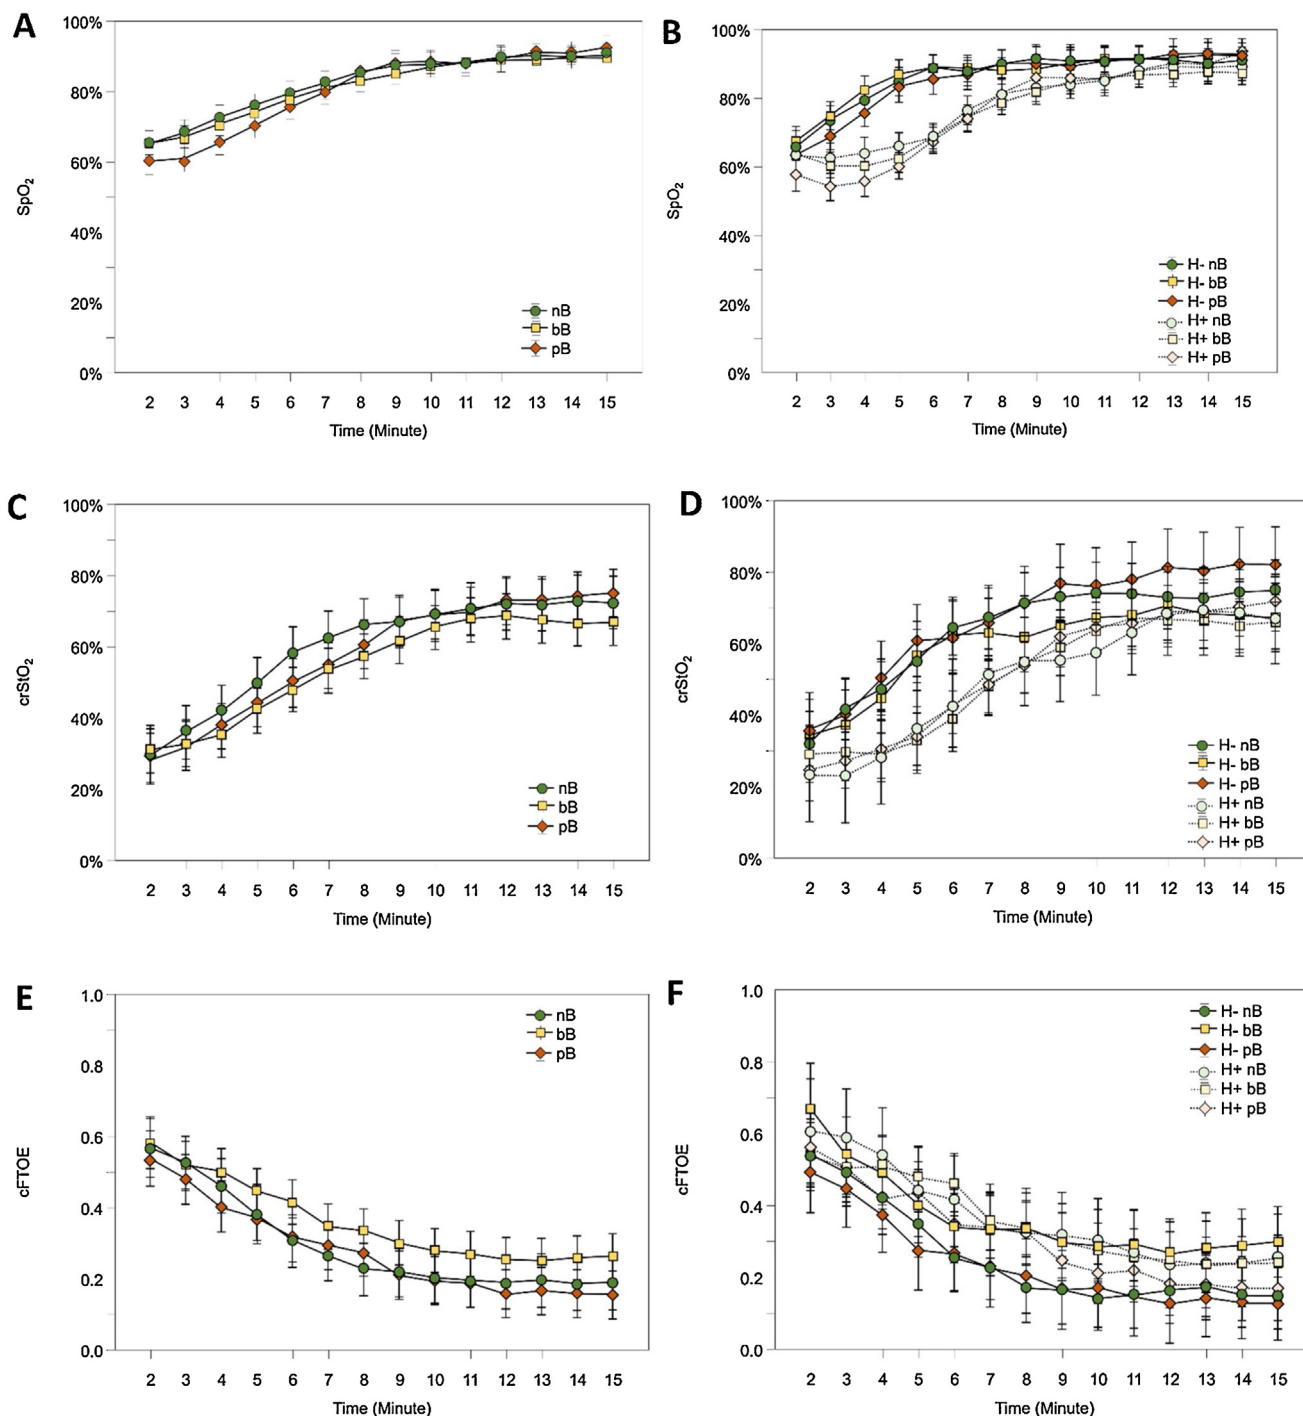 A
100%
80%
60%
40%
20%
0%
SpO2
nB
bB
pB
2 3 4 5 6 7 8 9 10 11 12 13 14 15
Time (Minute)
B
100%
80%
60%
40%
20%
0%
SpO2
H- nB
H- bB
H- pB
H+ nB
H+ bB
H+ pB
2 3 4 5 6 7 8 9 10 11 12 13 14 15
Time (Minute)
C
100%
80%
60%
40%
20%
0%
crStO2
nB
bB
pB
2 3 4 5 6 7 8 9 10 11 12 13 14 15
Time (Minute)
D
100%
80%
60%
40%
20%
0%
crStO2
H- nB
H- bB
H- pB
H+ nB
H+ bB
H+ pB
2 3 4 5 6 7 8 9 10 11 12 13 14 15
Time (Minute)
E
1.0
0.8
0.6
0.4
0.2
0.0
cFTOE
nB
bB
pB
2 3 4 5 6 7 8 9 10 11 12 13 14 15
Time (Minute)
F
1.0
0.8
0.6
0.4
0.2
0.0
cFTOE
H- nB
H- bB
H- pB
H+ nB
H+ bB
H+ pB
2 3 4 5 6 7 8 9 10 11 12 13 14 15
Time (Minute)